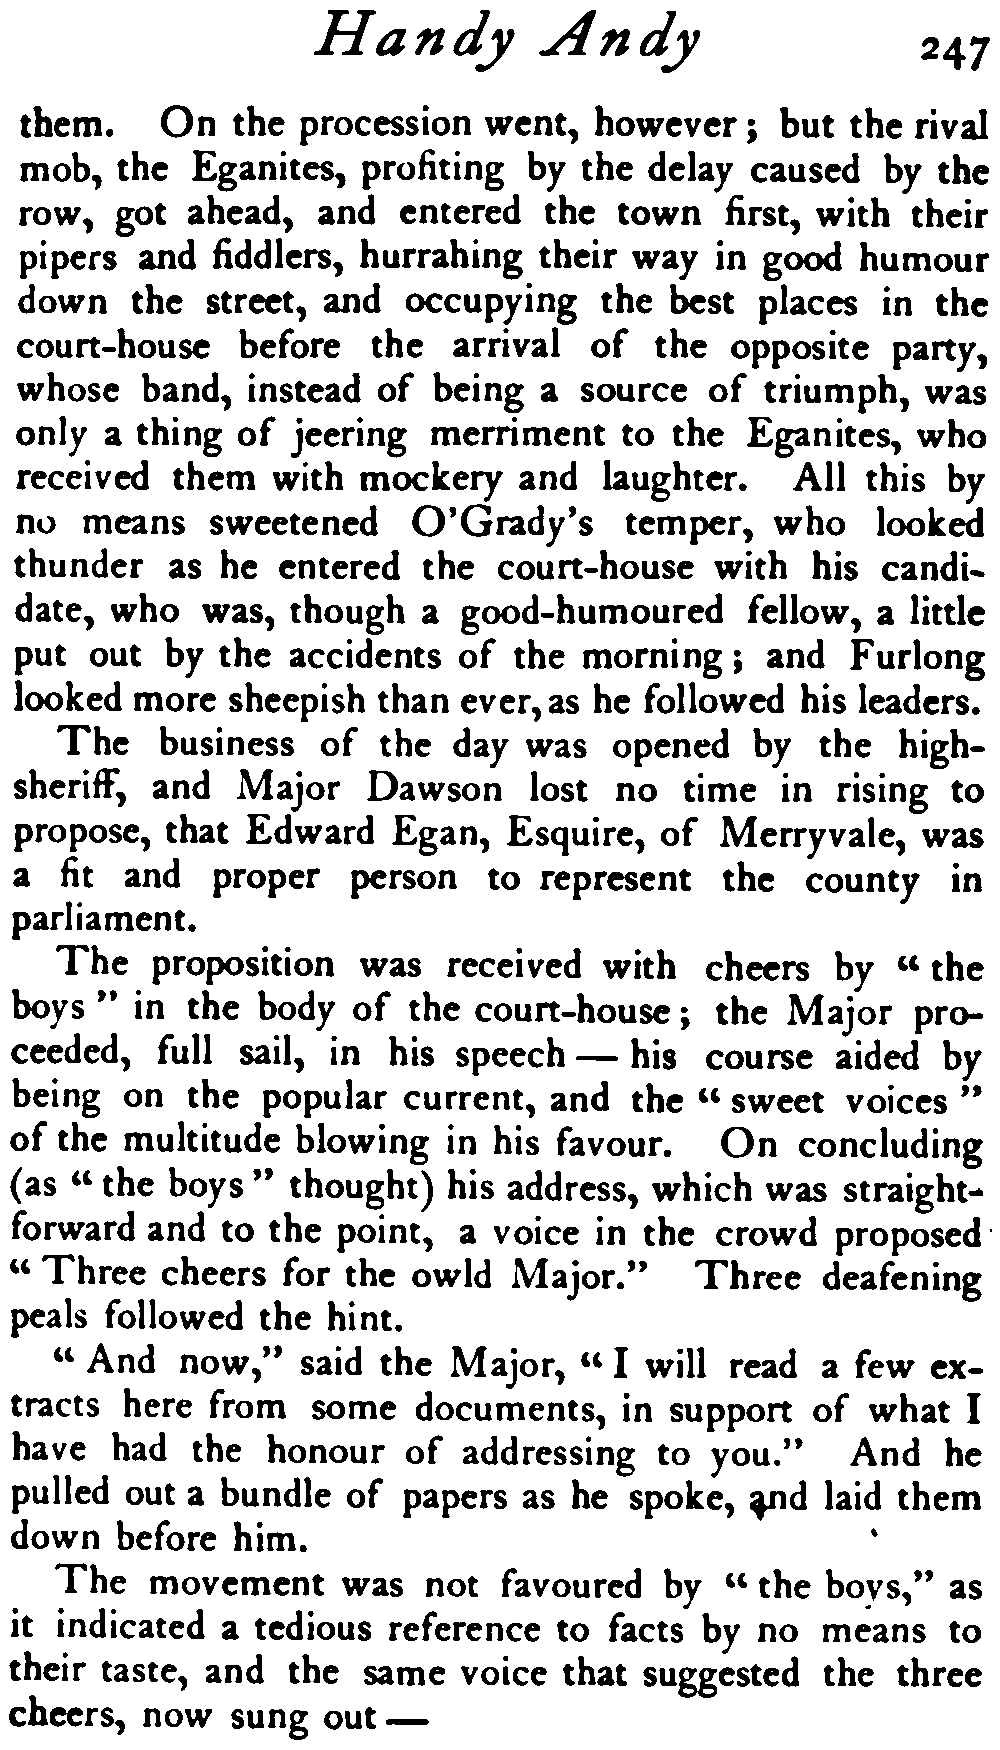 Handy Andy 247
them. On the procession went, however; but the rival
mob, the Eganites, profiting by the delay caused by the
row, got ahead, and entered the town first, with their
pipers and fiddlers, hurrahing their way in good humour
down the street, and occupying the best places in the
court-house before the arrival of the opposite party,
whose band, instead of being a source of triumph, was
only a thing of jeering merriment to the Eganites, who
received them with mockery and laughter. All this by
no means sweetened O'Grady's temper, who looked
thunder as he entered the court-house with his candi-
date, who was, though a good-humoured fellow, a little
put out by the accidents of the morning; and Furlong
looked more sheepish than ever, as he followed his leaders.
The business of the day was opened by the high-
sheriff, and Major Dawson lost no time in rising to
propose, that Edward Egan, Esquire, of Merryvale, was
a fit and proper person to represent the county in
parliament.
The proposition was received with cheers by "the
boys" in the body of the court-house; the Major pro-
ceeded, full sail, in his speech — his course aided by
being on the popular current, and the "sweet voices"
of the multitude blowing in his favour. On concluding
(as "the boys" thought) his address, which was straight-
forward and to the point, a voice in the crowd proposed
"Three cheers for the owld Major." Three deafening
peals followed the hint.
"And now," said the Major, "I will read a few ex-
tracts here from some documents, in support of what I
have had the honour of addressing to you." And he
pulled out a bundle of papers as he spoke, and laid them
down before him.
The movement was not favoured by "the boys," as
it indicated a tedious reference to facts by no means to
their taste, and the same voice that suggested the three
cheers, now sung out —